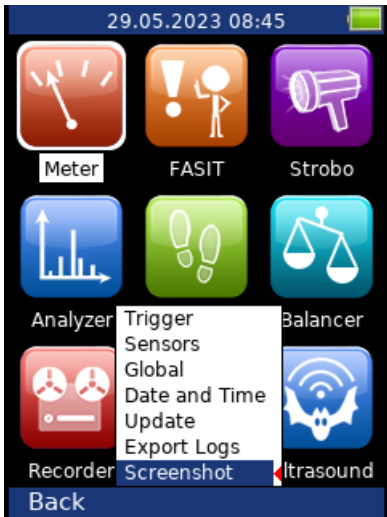 29.05.2023 08:45
Meter
FASIT
Strobo
Analyzer
Balancer
Trigger
Sensors
Global
Date and Time
Update
Export Logs
Screenshot
Recorder
ltrasound
Back